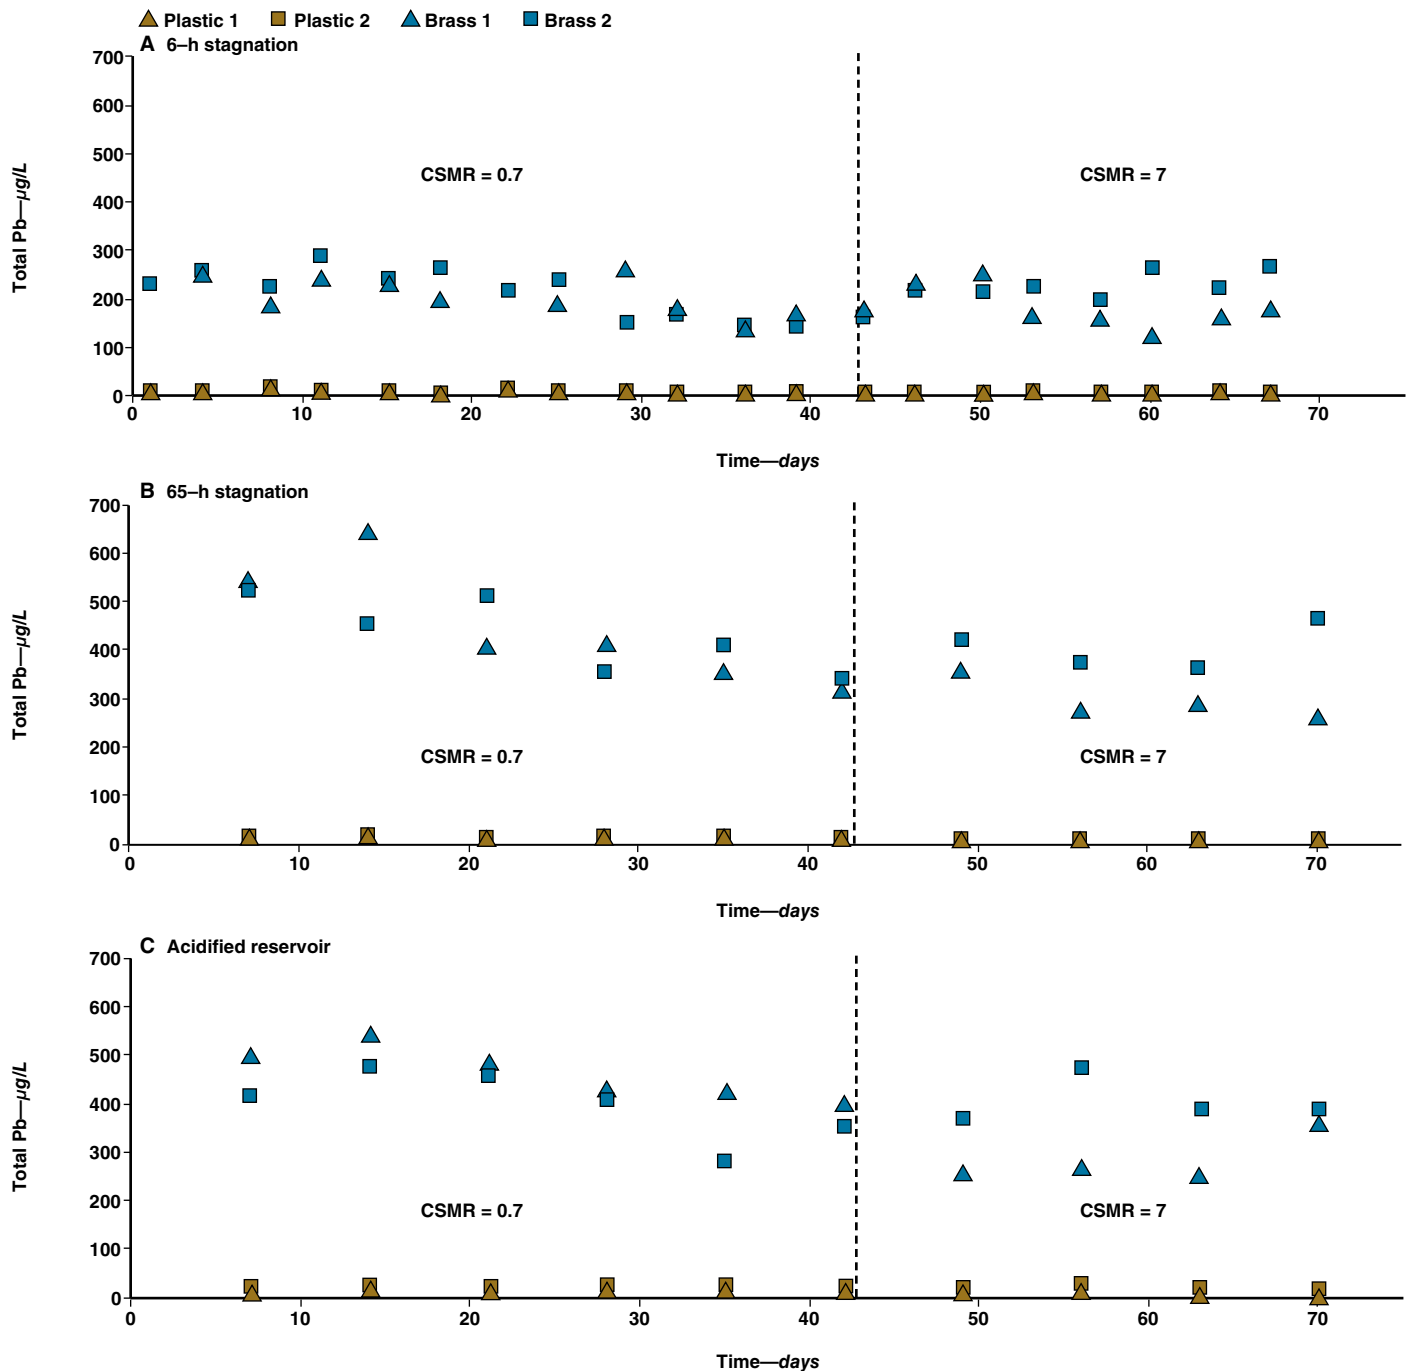 Plastic 1 Plastic 2 Brass 1 Brass 2
A 6–h stagnation
700
600
500
400
300
200
100
0
Total Pb—µg/L
CSMR = 0.7 CSMR = 7
0 10 20 30 40 50 60 70
Time—days
B 65–h stagnation
700
600
500
400
300
200
100
0
Total Pb—µg/L
CSMR = 0.7 CSMR = 7
0 10 20 30 40 50 60 70
Time—days
C Acidified reservoir
700
600
500
400
300
200
100
0
Total Pb—µg/L
CSMR = 0.7 CSMR = 7
0 10 20 30 40 50 60 70
Time—days